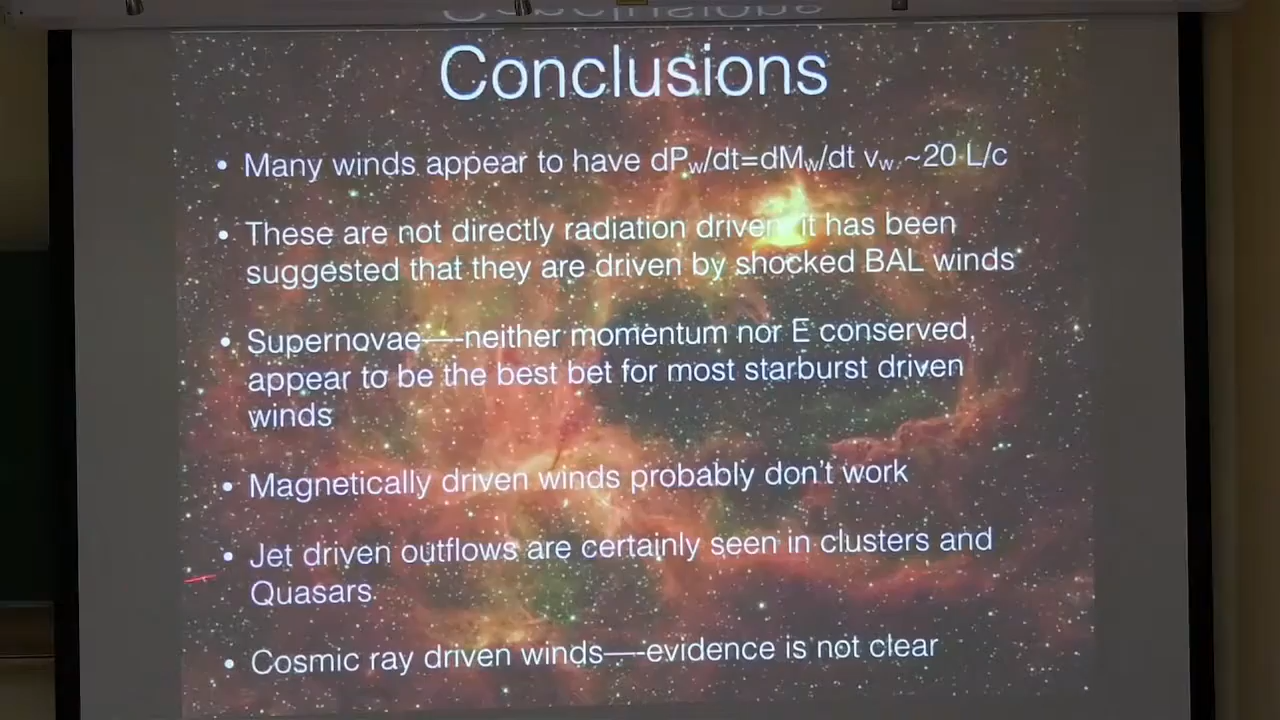 Conclusions
• Many winds appear to have dPw/dt=dMw/dt vw ~20 L/c
• These are not directly radiation driven it has been
suggested that they are driven by shocked BAL winds
• Supernovae—-neither momentum nor E conserved,
appear to be the best bet for most starburst driven
winds
• Magnetically driven winds probably don't work
• Jet driven outflows are certainly seen in clusters and
Quasars
• Cosmic ray driven winds—-evidence is not clear